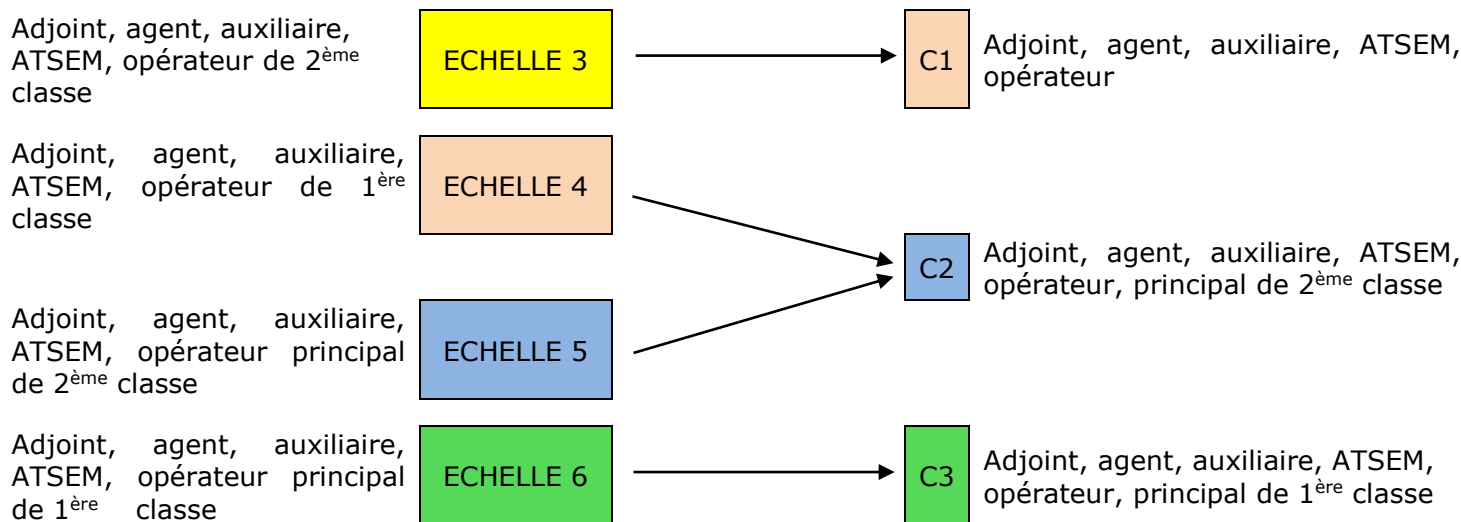 Adjoint, agent, auxiliaire,
ATSEM, opérateur de 2ème
classe
ECHELLE 3
C1
Adjoint, agent, auxiliaire, ATSEM,
opérateur
Adjoint, agent, auxiliaire,
ATSEM, opérateur de 1ère
classe
ECHELLE 4
C2
Adjoint, agent, auxiliaire, ATSEM,
opérateur, principal de 2ème classe
Adjoint, agent, auxiliaire,
ATSEM, opérateur principal
de 2ème classe
ECHELLE 5
Adjoint, agent, auxiliaire,
ATSEM, opérateur principal
de 1ère classe
ECHELLE 6
C3
Adjoint, agent, auxiliaire, ATSEM,
opérateur, principal de 1ère classe